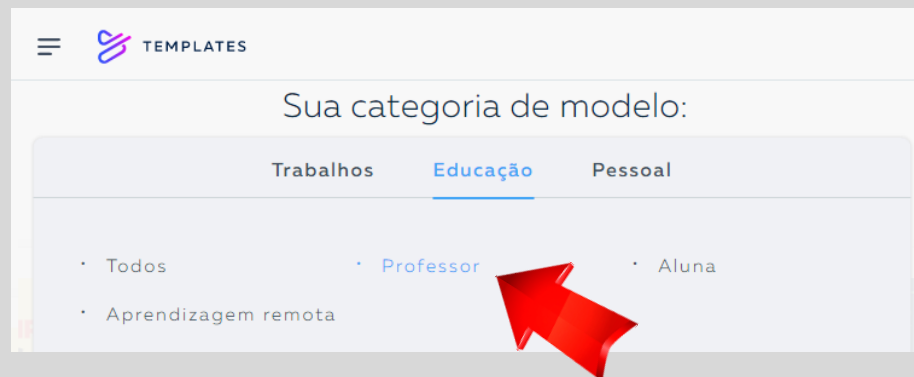 TEMPLATES
Sua categoria de modelo:
Trabalhos Educação Pessoal
· Todos · Professor · Aluna
· Aprendizagem remota